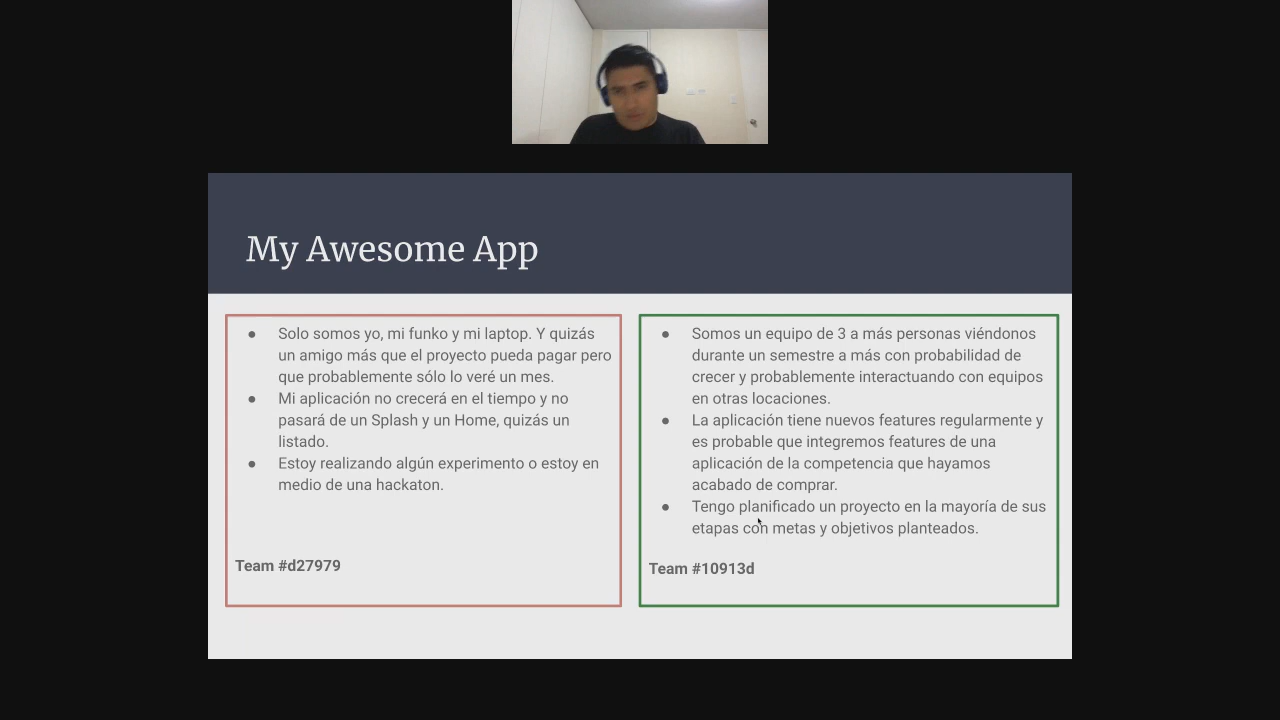 My Awesome App
● Solo somos yo, mi funko y mi laptop. Y quizás
un amigo más que el proyecto pueda pagar pero
que probablemente sólo lo veré un mes.
● Mi aplicación no crecerá en el tiempo y no
pasará de un Splash y un Home, quizás un
listado.
● Estoy realizando algún experimento o estoy en
medio de una hackaton.
Team #d27979
● Somos un equipo de 3 a más personas viéndonos
durante un semestre a más con probabilidad de
crecer y probablemente interactuando con equipos
en otras locaciones.
● La aplicación tiene nuevos features regularmente y
es probable que integremos features de una
aplicación de la competencia que hayamos
acabado de comprar.
● Tengo planificado un proyecto en la mayoría de sus
etapas con metas y objetivos planteados.
Team #10913d